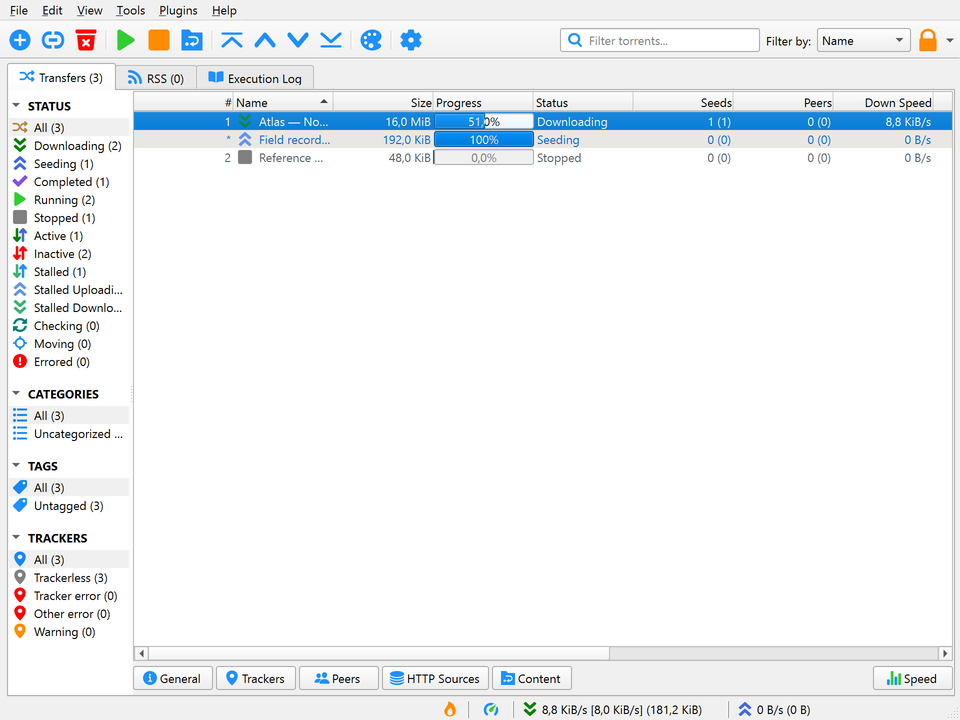 File Edit View Tools Plugins Help
Filter torrents... Filter by: Name
Transfers (3) RSS (0) Execution Log
# Name Size Progress Status Seeds Peers Down Speed
1 Atlas — No... 16,0 MiB 51,0% Downloading 1 (1) 0 (0) 8,8 KiB/s
* Field record... 192,0 KiB 100% Seeding 0 (0) 0 (0) 0 B/s
2 Reference ... 48,0 KiB 0,0% Stopped 0 (0) 0 (0) 0 B/s
STATUS
All (3)
Downloading (2)
Seeding (1)
Completed (1)
Running (2)
Stopped (1)
Active (1)
Inactive (2)
Stalled (1)
Stalled Uploadi...
Stalled Downlo...
Checking (0)
Moving (0)
Errored (0)
CATEGORIES
All (3)
Uncategorized ...
TAGS
All (3)
Untagged (3)
TRACKERS
All (3)
Trackerless (3)
Tracker error (0)
Other error (0)
Warning (0)
General Trackers Peers HTTP Sources Content Speed
8,8 KiB/s [8,0 KiB/s] (181,2 KiB) 0 B/s (0 B)